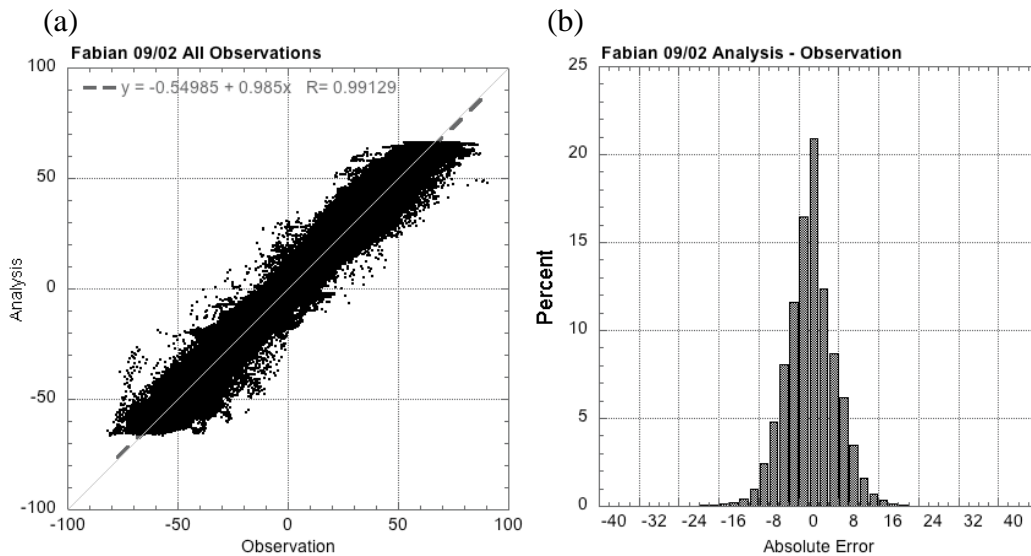 (a)
Fabian 09/02 All Observations
y = -0.54985 + 0.985x R= 0.99129
100
50
0
-50
-100
-100 -50 0 50 100
Analysis
Observation
(b)
Fabian 09/02 Analysis - Observation
25
20
15
10
5
0
-40 -32 -24 -16 -8 0 8 16 24 32 40
Percent
Absolute Error